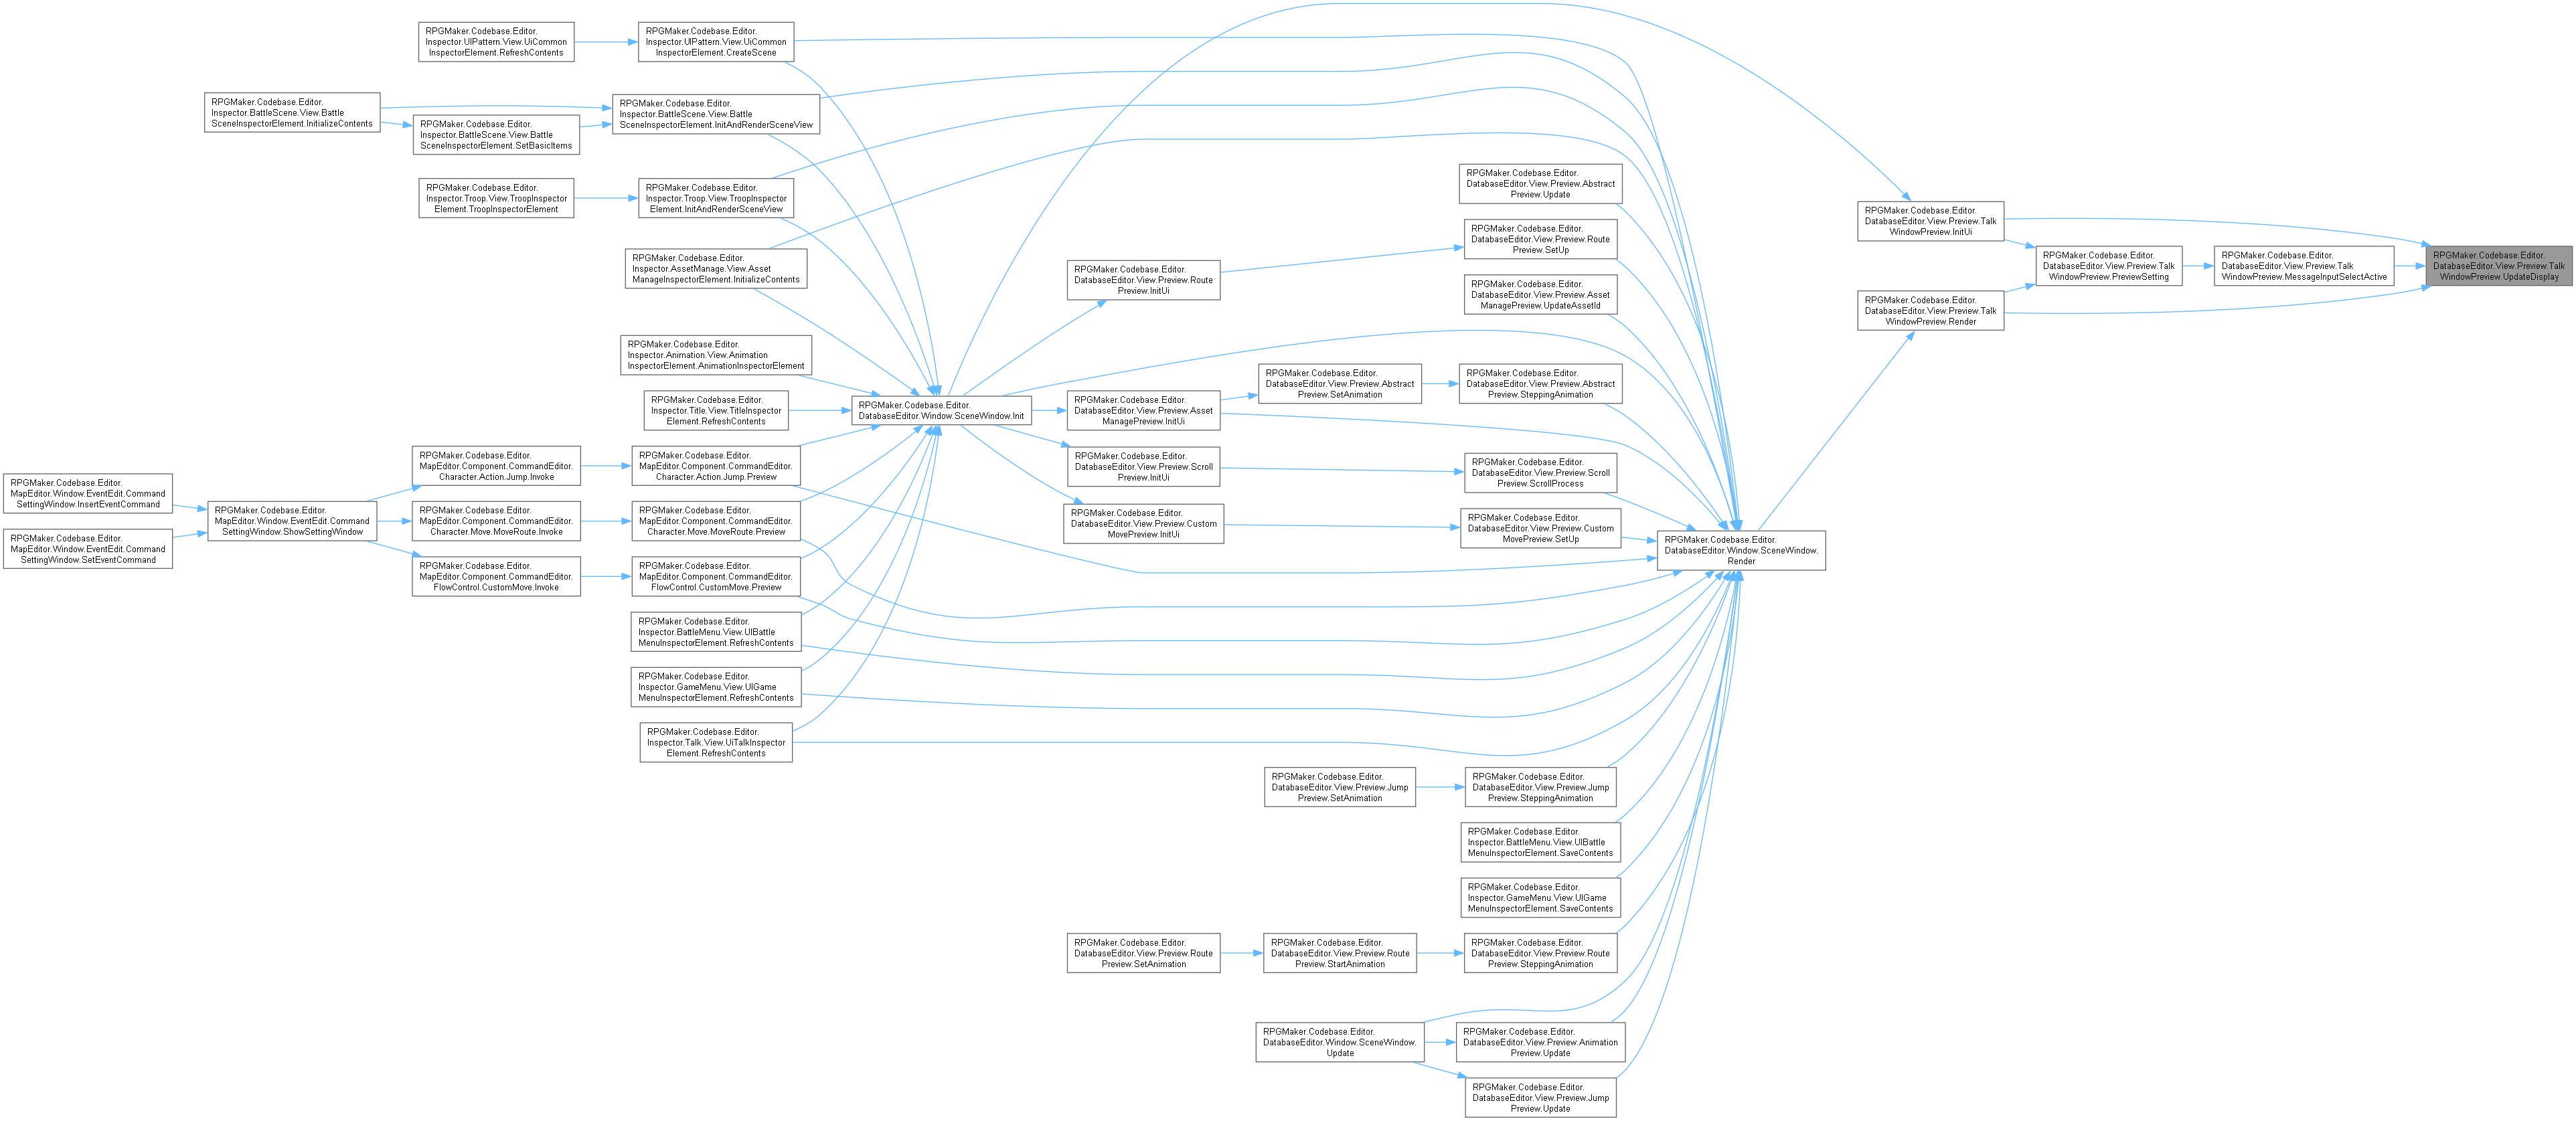 RPGMaker.Codebase.Editor.
Inspector.UIPattern.View.UiCommon
InspectorElement.RefreshContents
RPGMaker.Codebase.Editor.
Inspector.UIPattern.View.UiCommon
InspectorElement.CreateScene
RPGMaker.Codebase.Editor.
Inspector.BattleScene.View.Battle
SceneInspectorElement.InitializeContents
RPGMaker.Codebase.Editor.
Inspector.BattleScene.View.Battle
SceneInspectorElement.SetBasicItems
RPGMaker.Codebase.Editor.
Inspector.BattleScene.View.Battle
SceneInspectorElement.InitAndRenderSceneView
RPGMaker.Codebase.Editor.
Inspector.Troop.View.TroopInspector
Element.TroopInspectorElement
RPGMaker.Codebase.Editor.
Inspector.Troop.View.TroopInspector
Element.InitAndRenderSceneView
RPGMaker.Codebase.Editor.
Inspector.AssetManage.View.Asset
ManageInspectorElement.InitializeContents
RPGMaker.Codebase.Editor.
Inspector.Animation.View.Animation
InspectorElement.AnimationInspectorElement
RPGMaker.Codebase.Editor.
Inspector.Title.View.TitleInspector
Element.RefreshContents
RPGMaker.Codebase.Editor.
MapEditor.Window.EventEdit.Command
SettingWindow.InsertEventCommand
RPGMaker.Codebase.Editor.
MapEditor.Window.EventEdit.Command
SettingWindow.SetEventCommand
RPGMaker.Codebase.Editor.
MapEditor.Window.EventEdit.Command
SettingWindow.ShowSettingWindow
RPGMaker.Codebase.Editor.
MapEditor.Component.CommandEditor.
Character.Action.Jump.Invoke
RPGMaker.Codebase.Editor.
MapEditor.Component.CommandEditor.
Character.Move.MoveRoute.Invoke
RPGMaker.Codebase.Editor.
MapEditor.Component.CommandEditor.
FlowControl.CustomMove.Invoke
RPGMaker.Codebase.Editor.
MapEditor.Component.CommandEditor.
Character.Action.Jump.Preview
RPGMaker.Codebase.Editor.
MapEditor.Component.CommandEditor.
Character.Move.MoveRoute.Preview
RPGMaker.Codebase.Editor.
MapEditor.Component.CommandEditor.
FlowControl.CustomMove.Preview
RPGMaker.Codebase.Editor.
Inspector.BattleMenu.View.UIBattle
MenuInspectorElement.RefreshContents
RPGMaker.Codebase.Editor.
Inspector.GameMenu.View.UIGame
MenuInspectorElement.RefreshContents
RPGMaker.Codebase.Editor.
Inspector.Talk.View.UiTalkInspector
Element.RefreshContents
RPGMaker.Codebase.Editor.
DatabaseEditor.Window.SceneWindow.Init
RPGMaker.Codebase.Editor.
DatabaseEditor.View.Preview.Route
Preview.InitUi
RPGMaker.Codebase.Editor.
DatabaseEditor.View.Preview.Asset
ManagePreview.InitUi
RPGMaker.Codebase.Editor.
DatabaseEditor.View.Preview.Scroll
Preview.InitUi
RPGMaker.Codebase.Editor.
DatabaseEditor.View.Preview.Custom
MovePreview.InitUi
RPGMaker.Codebase.Editor.
DatabaseEditor.View.Preview.Abstract
Preview.SetAnimation
RPGMaker.Codebase.Editor.
DatabaseEditor.View.Preview.Abstract
Preview.Update
RPGMaker.Codebase.Editor.
DatabaseEditor.View.Preview.Route
Preview.SetUp
RPGMaker.Codebase.Editor.
DatabaseEditor.View.Preview.Asset
ManagePreview.UpdateAssetId
RPGMaker.Codebase.Editor.
DatabaseEditor.View.Preview.Abstract
Preview.SteppingAnimation
RPGMaker.Codebase.Editor.
DatabaseEditor.View.Preview.Scroll
Preview.ScrollProcess
RPGMaker.Codebase.Editor.
DatabaseEditor.View.Preview.Custom
MovePreview.SetUp
RPGMaker.Codebase.Editor.
DatabaseEditor.View.Preview.Jump
Preview.SetAnimation
RPGMaker.Codebase.Editor.
DatabaseEditor.View.Preview.Jump
Preview.SteppingAnimation
RPGMaker.Codebase.Editor.
Inspector.BattleMenu.View.UIBattle
MenuInspectorElement.SaveContents
RPGMaker.Codebase.Editor.
Inspector.GameMenu.View.UIGame
MenuInspectorElement.SaveContents
RPGMaker.Codebase.Editor.
DatabaseEditor.View.Preview.Route
Preview.SetAnimation
RPGMaker.Codebase.Editor.
DatabaseEditor.View.Preview.Route
Preview.StartAnimation
RPGMaker.Codebase.Editor.
DatabaseEditor.View.Preview.Route
Preview.SteppingAnimation
RPGMaker.Codebase.Editor.
DatabaseEditor.Window.SceneWindow.
Update
RPGMaker.Codebase.Editor.
DatabaseEditor.View.Preview.Animation
Preview.Update
RPGMaker.Codebase.Editor.
DatabaseEditor.View.Preview.Jump
Preview.Update
RPGMaker.Codebase.Editor.
DatabaseEditor.Window.SceneWindow.
Render
RPGMaker.Codebase.Editor.
DatabaseEditor.View.Preview.Talk
WindowPreview.InitUi
RPGMaker.Codebase.Editor.
DatabaseEditor.View.Preview.Talk
WindowPreview.Render
RPGMaker.Codebase.Editor.
DatabaseEditor.View.Preview.Talk
WindowPreview.PreviewSetting
RPGMaker.Codebase.Editor.
DatabaseEditor.View.Preview.Talk
WindowPreview.MessageInputSelectActive
RPGMaker.Codebase.Editor.
DatabaseEditor.View.Preview.Talk
WindowPreview.UpdateDisplay